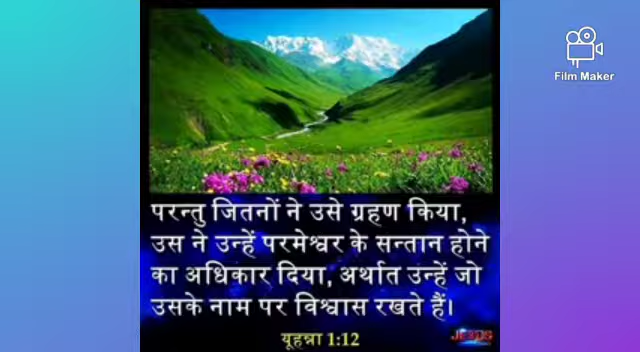 Film Maker
परन्तु जितनों ने उसे ग्रहण किया,
उस ने उन्हें परमेश्वर के सन्तान होने
का अधिकार दिया, अर्थात उन्हें जो
उसके नाम पर विश्वास रखते हैं।
यूहन्ना 1:12
JESUS